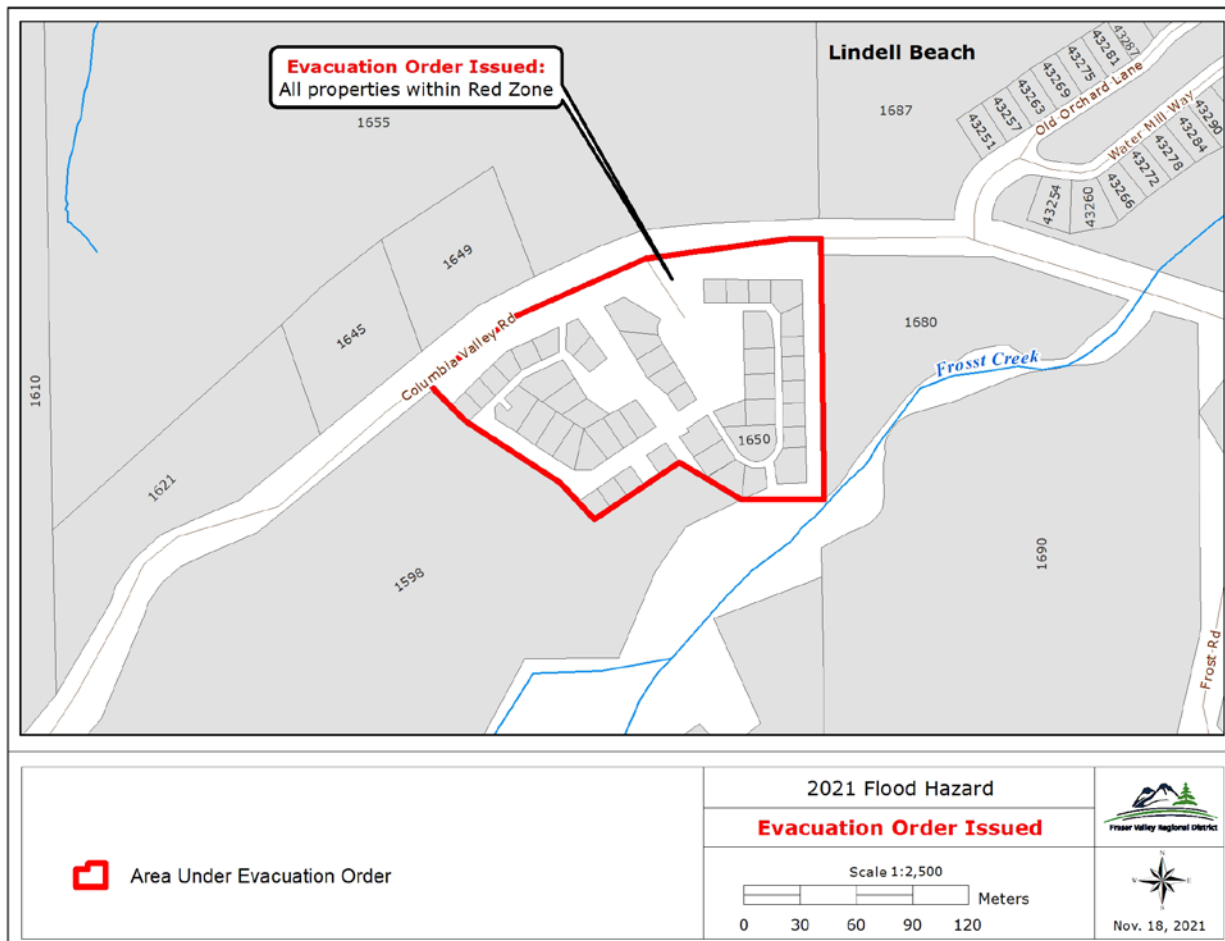 Lindell Beach
Evacuation Order Issued:
All properties within Red Zone
1655
1687
43287
43281
43275
43269
43263
43257
43251
Old Orchard Lane
Water Mill Way
43290
43284
43278
43272
43266
43260
43254
1649
1645
1680
Columbia Valley Rd
Frosst Creek
1610
1650
1621
1598
1690
Frost Rd
2021 Flood Hazard
Evacuation Order Issued
Fraser Valley Regional District
Area Under Evacuation Order
Scale 1:2,500
Meters
0 30 60 90 120
N
W E
S
Nov. 18, 2021